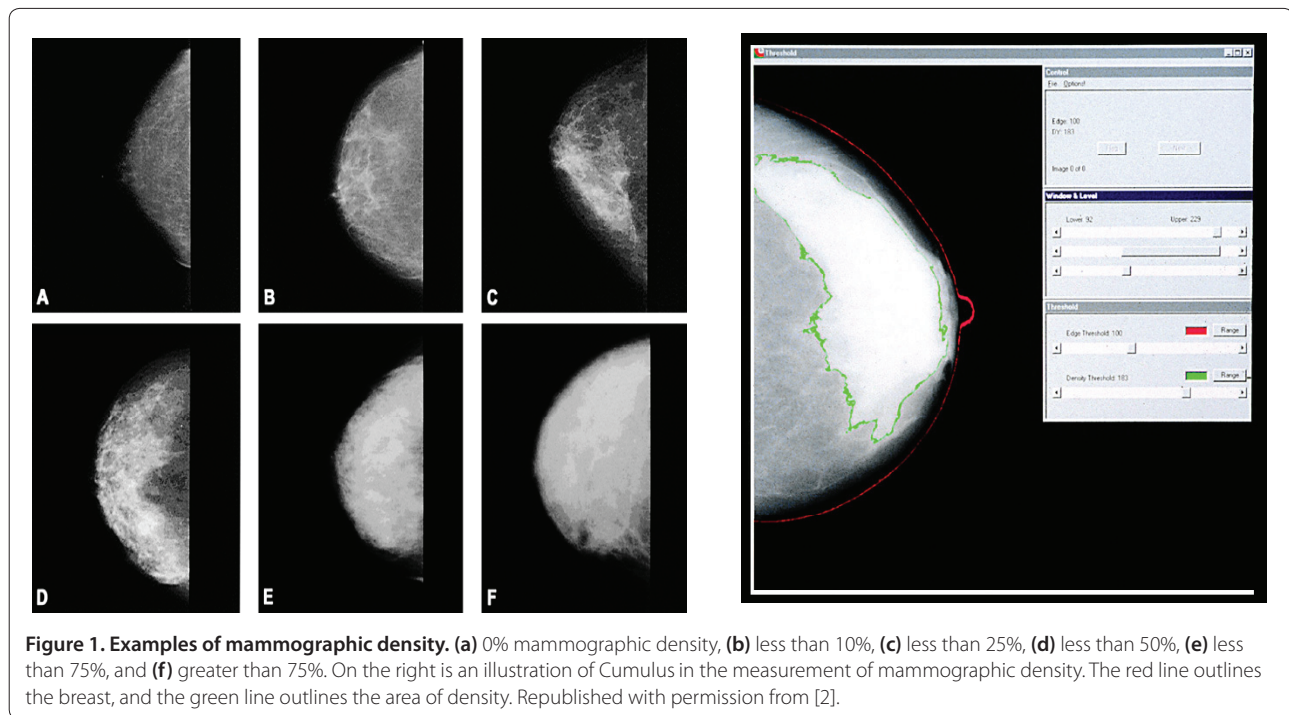 A
B
C
D
E
F
Threshold
Control
File Options!
Edge: 100
DY: 183
Image 0 of 0
Window & Level
Lower: 92 Upper: 229
Threshold
Edge Threshold: 100 Range
Density Threshold: 183 Range
Figure 1. Examples of mammographic density. (a) 0% mammographic density, (b) less than 10%, (c) less than 25%, (d) less than 50%, (e) less
than 75%, and (f) greater than 75%. On the right is an illustration of Cumulus in the measurement of mammographic density. The red line outlines
the breast, and the green line outlines the area of density. Republished with permission from [2].